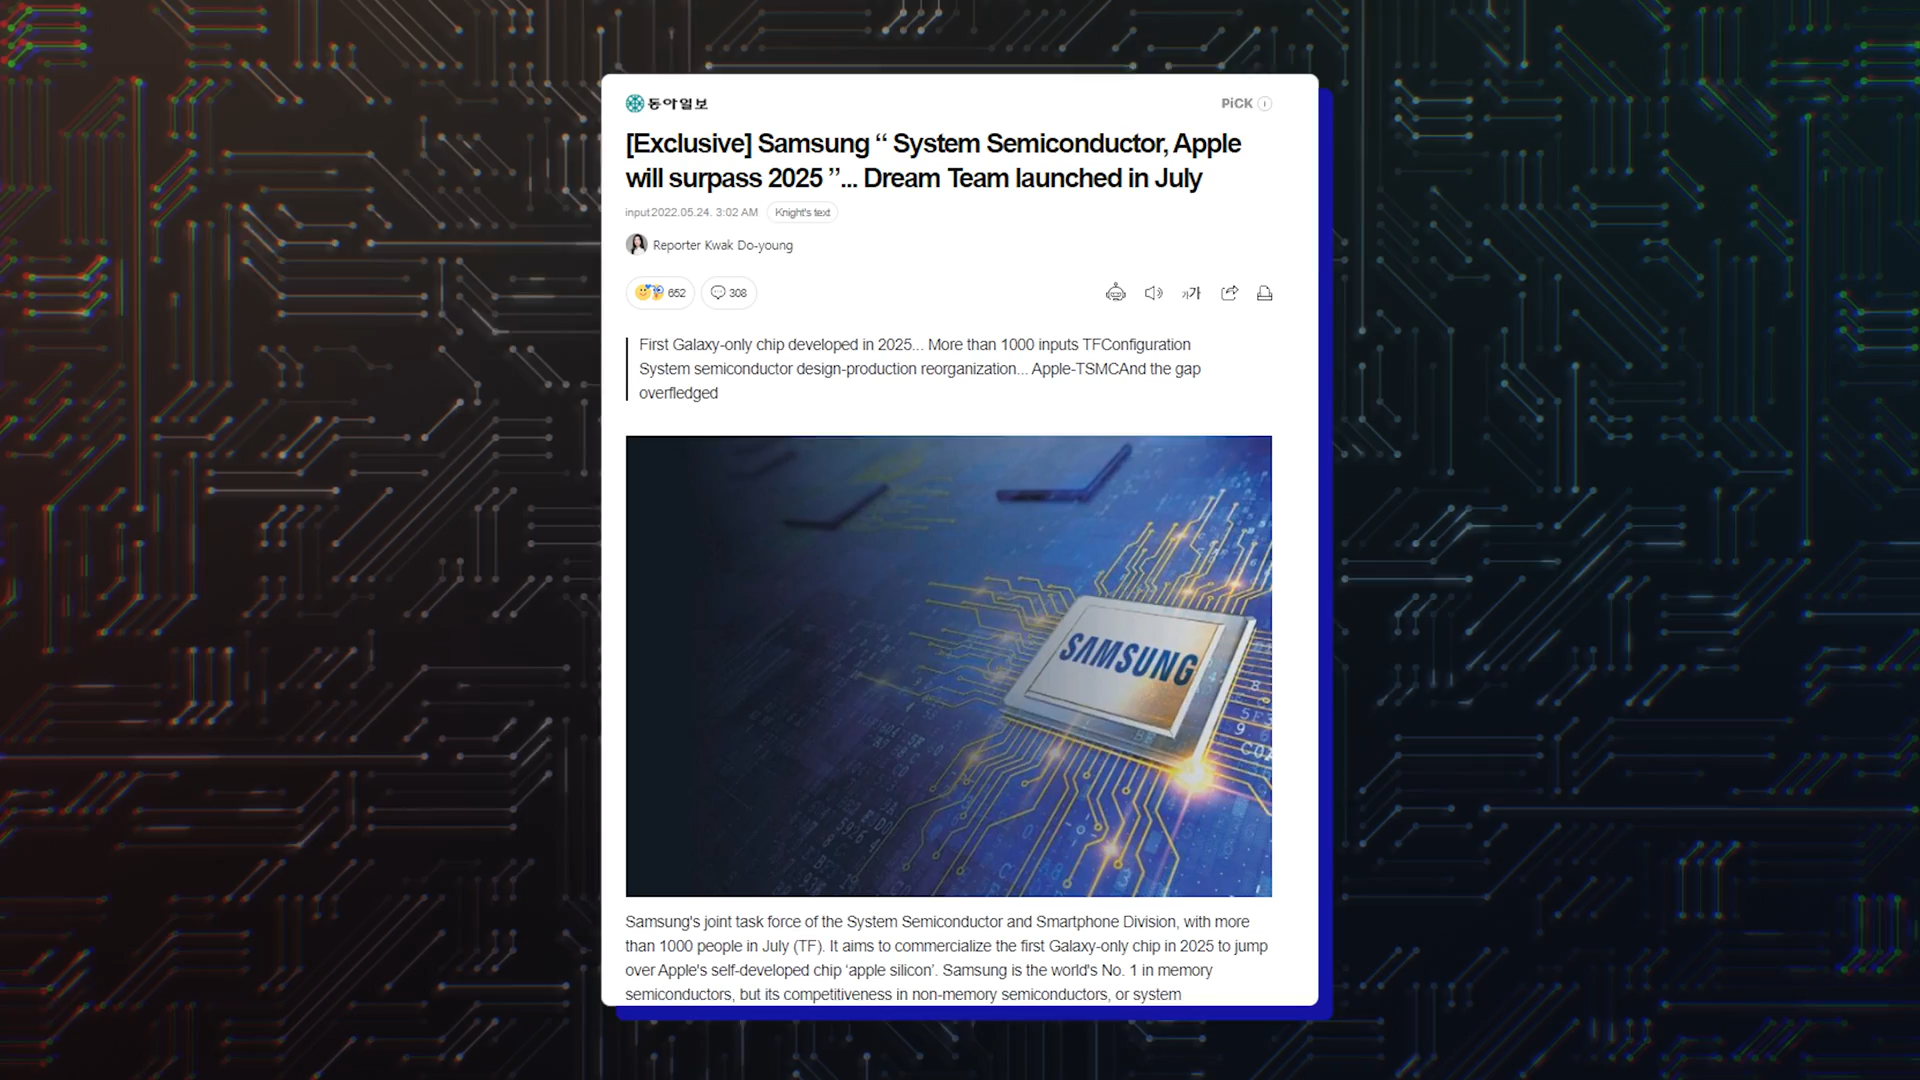 동아일보
PiCK
[Exclusive] Samsung “ System Semiconductor, Apple
will surpass 2025 ”... Dream Team launched in July
input2022.05.24. 3:02 AM Knight's text
Reporter Kwak Do-young
652 308
가가
First Galaxy-only chip developed in 2025... More than 1000 inputs TFConfiguration
System semiconductor design-production reorganization... Apple-TSMCAnd the gap
overfledged
SAMSUNG
Samsung's joint task force of the System Semiconductor and Smartphone Division, with more
than 1000 people in July (TF). It aims to commercialize the first Galaxy-only chip in 2025 to jump
over Apple's self-developed chip ‘apple silicon’. Samsung is the world's No. 1 in memory
semiconductors, but its competitiveness in non-memory semiconductors, or system